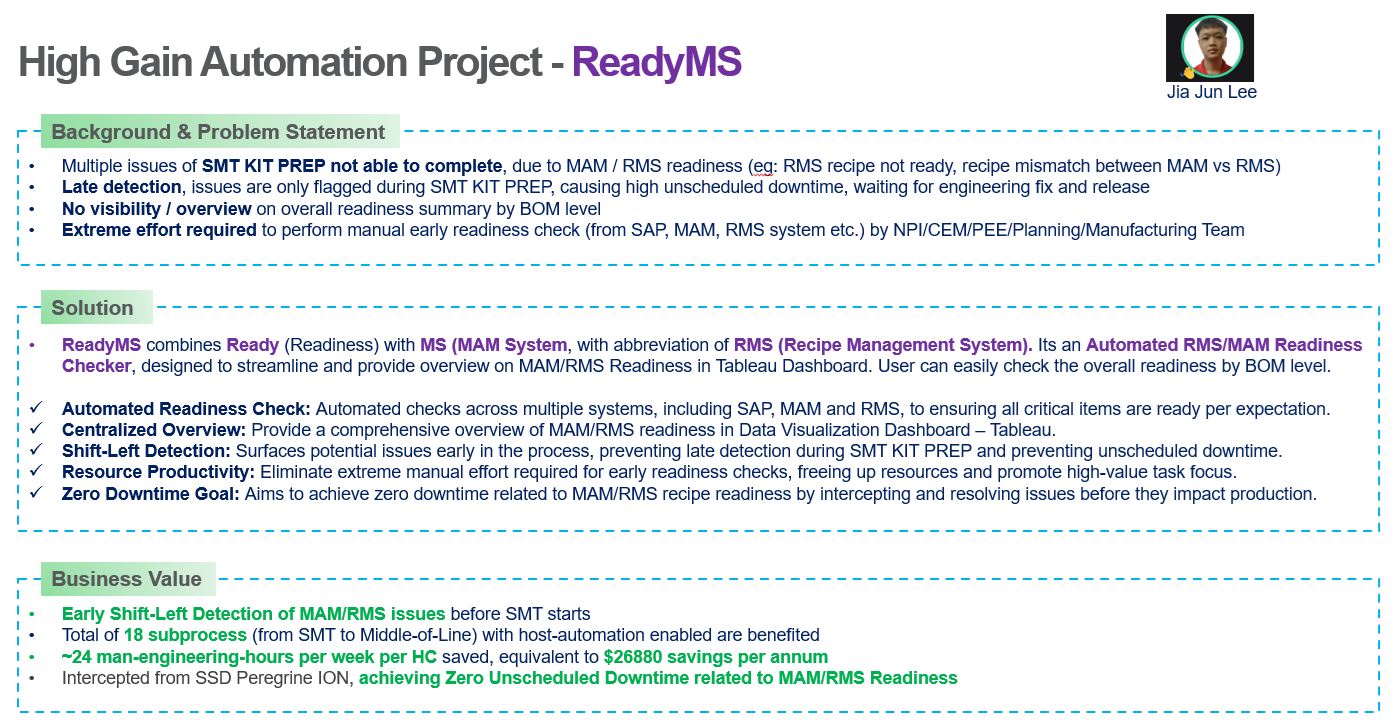 High Gain Automation Project - ReadyMS
Jia Jun Lee
Background & Problem Statement
• Multiple issues of SMT KIT PREP not able to complete, due to MAM / RMS readiness (eg: RMS recipe not ready, recipe mismatch between MAM vs RMS)
• Late detection, issues are only flagged during SMT KIT PREP, causing high unscheduled downtime, waiting for engineering fix and release
• No visibility / overview on overall readiness summary by BOM level
• Extreme effort required to perform manual early readiness check (from SAP, MAM, RMS system etc.) by NPI/CEM/PEE/Planning/Manufacturing Team
Solution
• ReadyMS combines Ready (Readiness) with MS (MAM System, with abbreviation of RMS (Recipe Management System). Its an Automated RMS/MAM Readiness
Checker, designed to streamline and provide overview on MAM/RMS Readiness in Tableau Dashboard. User can easily check the overall readiness by BOM level.
✓ Automated Readiness Check: Automated checks across multiple systems, including SAP, MAM and RMS, to ensuring all critical items are ready per expectation.
✓ Centralized Overview: Provide a comprehensive overview of MAM/RMS readiness in Data Visualization Dashboard – Tableau.
✓ Shift-Left Detection: Surfaces potential issues early in the process, preventing late detection during SMT KIT PREP and preventing unscheduled downtime.
✓ Resource Productivity: Eliminate extreme manual effort required for early readiness checks, freeing up resources and promote high-value task focus.
✓ Zero Downtime Goal: Aims to achieve zero downtime related to MAM/RMS recipe readiness by intercepting and resolving issues before they impact production.
Business Value
• Early Shift-Left Detection of MAM/RMS issues before SMT starts
• Total of 18 subprocess (from SMT to Middle-of-Line) with host-automation enabled are benefited
• ~24 man-engineering-hours per week per HC saved, equivalent to $26880 savings per annum
• Intercepted from SSD Peregrine ION, achieving Zero Unscheduled Downtime related to MAM/RMS Readiness